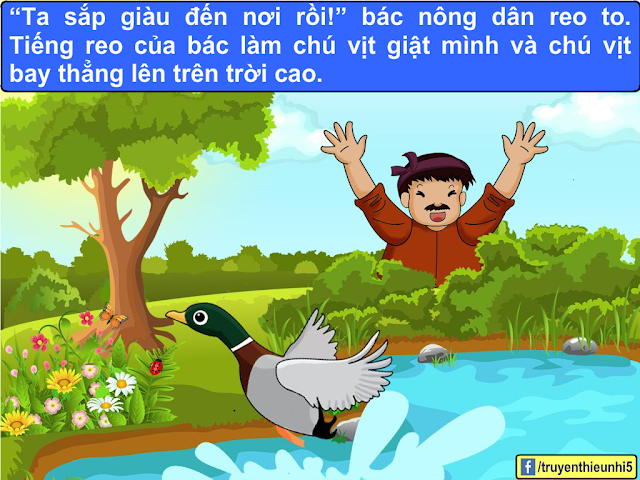 “Ta sắp giàu đến nơi rồi!” bác nông dân reo to.
Tiếng reo của bác làm chú vịt giật mình và chú vịt
bay thẳng lên trên trời cao.
f /truyenthieunhi5